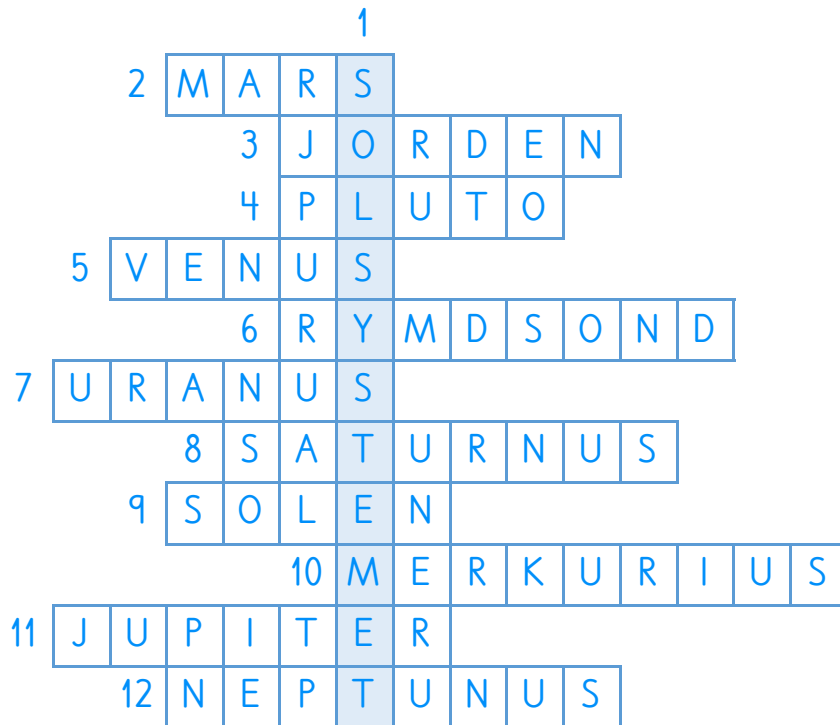 1
2 MARS
3 JORDEN
4 PLUTO
5 VENUS
6 RYMDSOND
7 URANUS
8 SATURNUS
9 SOLEN
10 MERKURIUS
11 JUPITER
12 NEPTUNUS